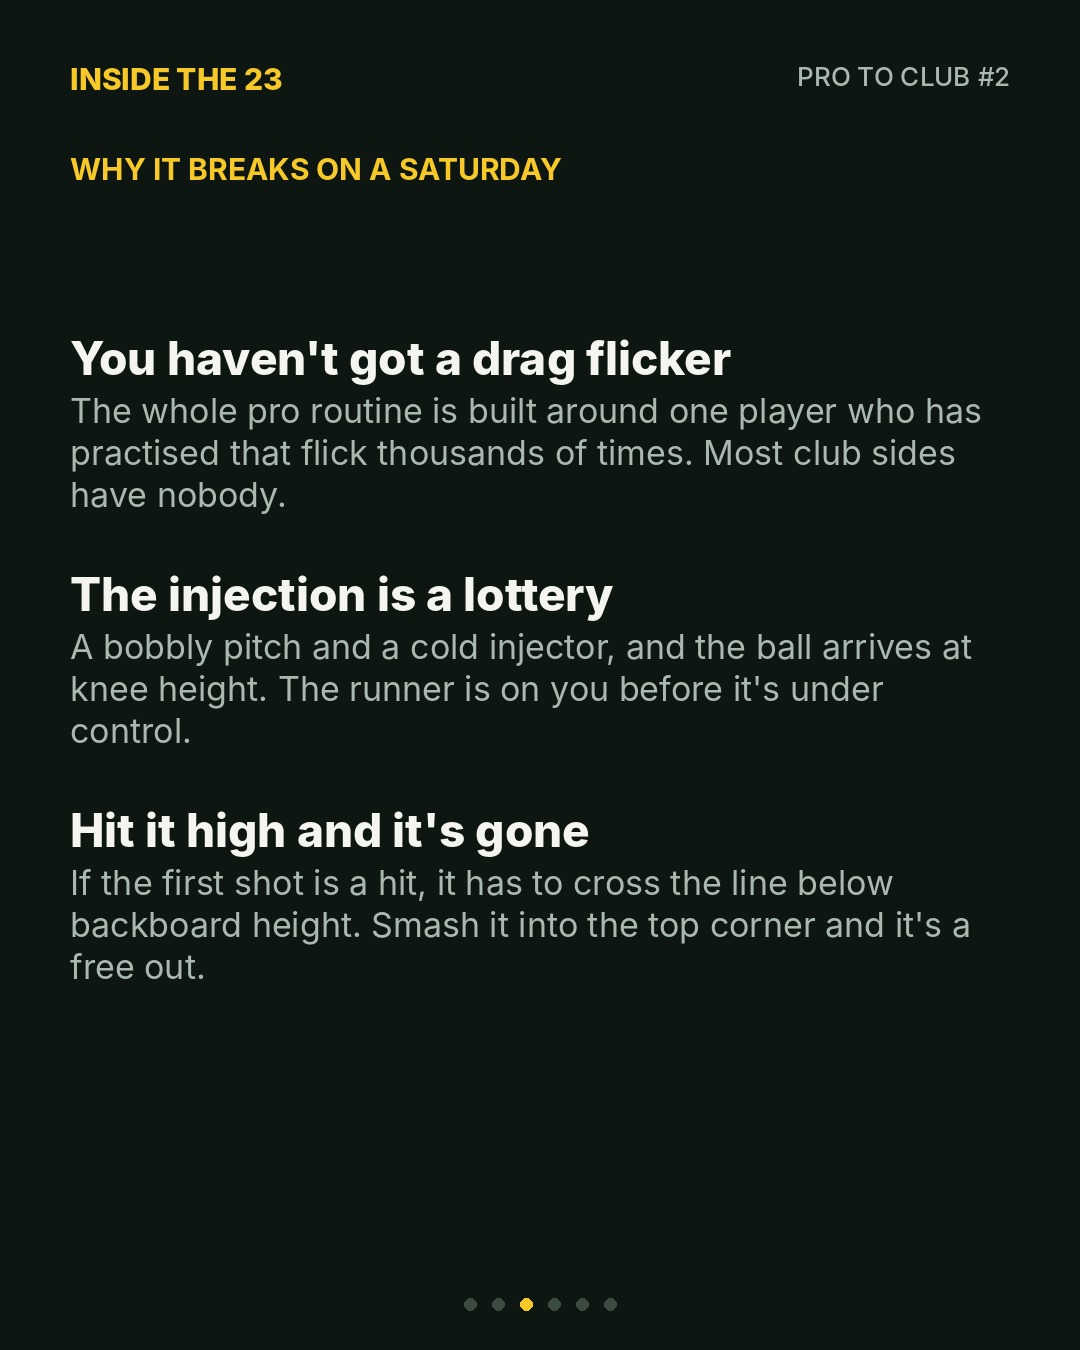 INSIDE THE 23
PRO TO CLUB #2
WHY IT BREAKS ON A SATURDAY
You haven't got a drag flicker
The whole pro routine is built around one player who has
practised that flick thousands of times. Most club sides
have nobody.
The injection is a lottery
A bobbly pitch and a cold injector, and the ball arrives at
knee height. The runner is on you before it's under
control.
Hit it high and it's gone
If the first shot is a hit, it has to cross the line below
backboard height. Smash it into the top corner and it's a
free out.